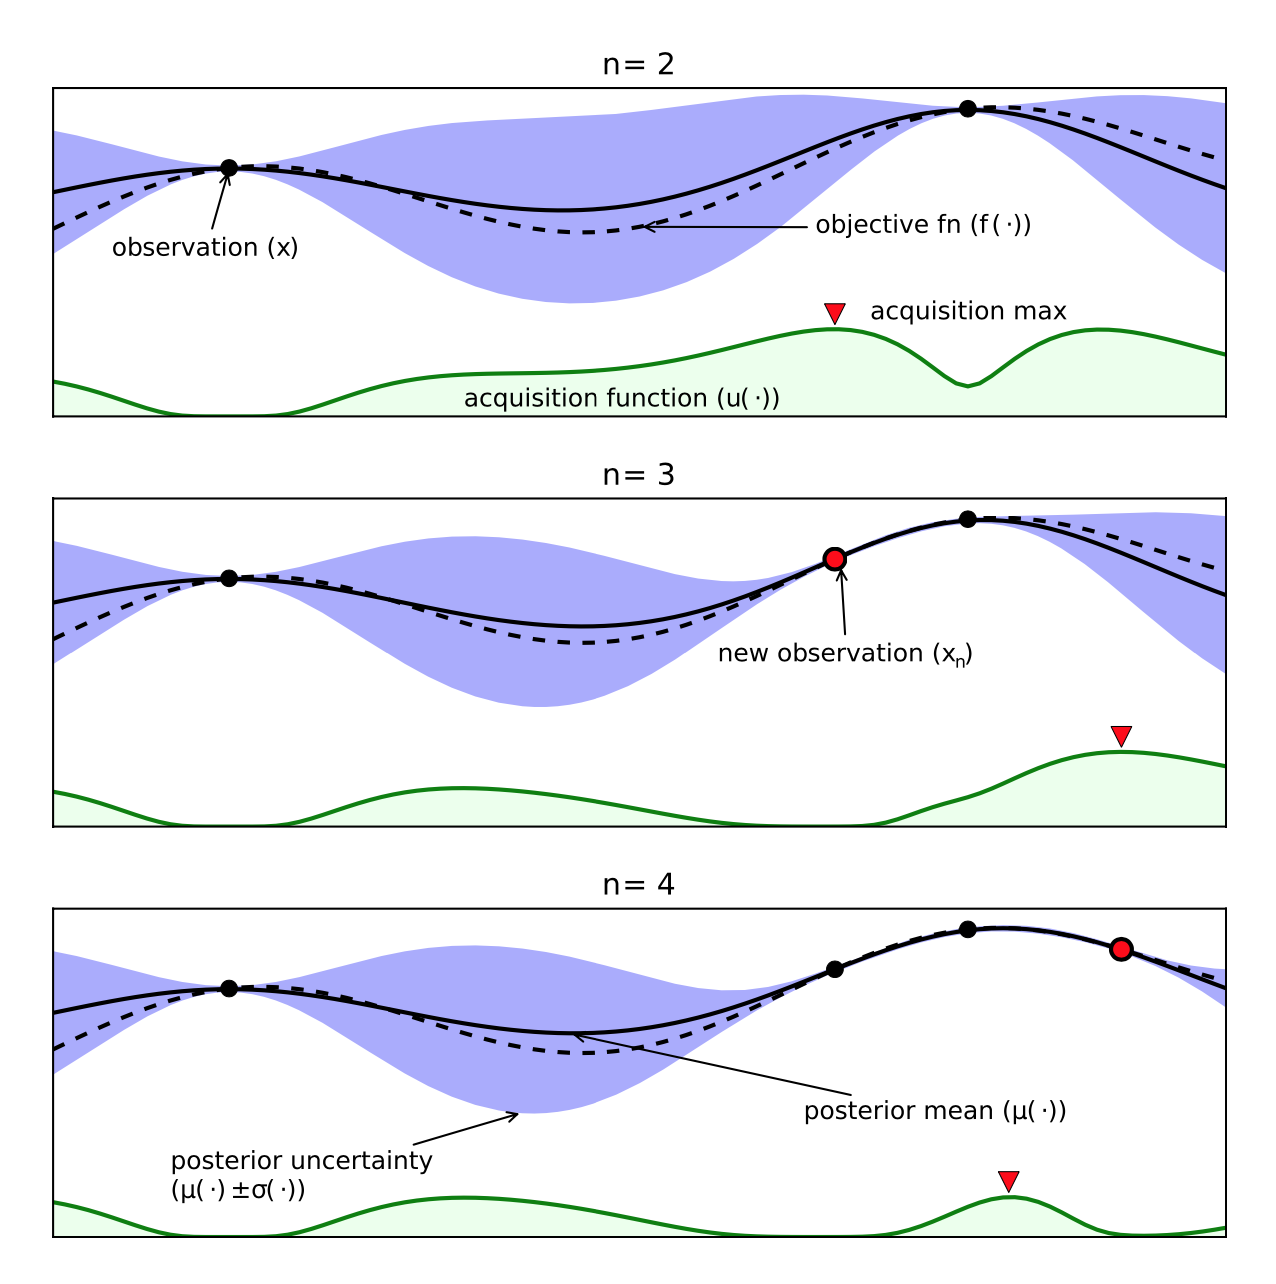 n= 2
observation (x)
objective fn (f( ·))
acquisition max
acquisition function (u( ·))
n= 3
new observation (xₙ)
n= 4
posterior mean (μ( ·))
posterior uncertainty
(μ( ·) ±σ( ·))